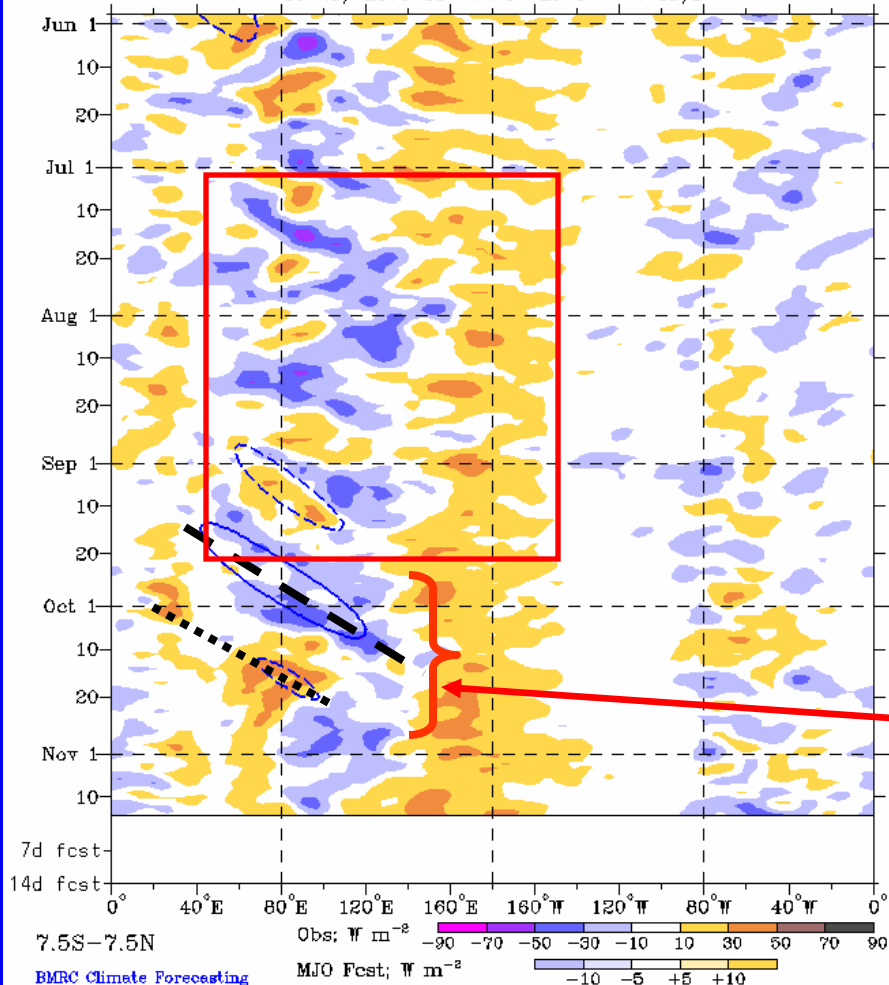 Jun 1
10
20
Jul 1
10
20
Aug 1
10
20
Sep 1
10
20
Oct 1
10
20
Nov 1
10
7d fcst
14d fcst
0° 40°E 80°E 120°E 160°E 160°W 120°W 80°W 40°W 0°
7.5S-7.5N
Obs: W m-2
-90 -70 -50 -30 -10 10 30 50 70 90
BMRC Climate Forecasting
MJO Fcst; W m-2
-10 -5 +5 +10